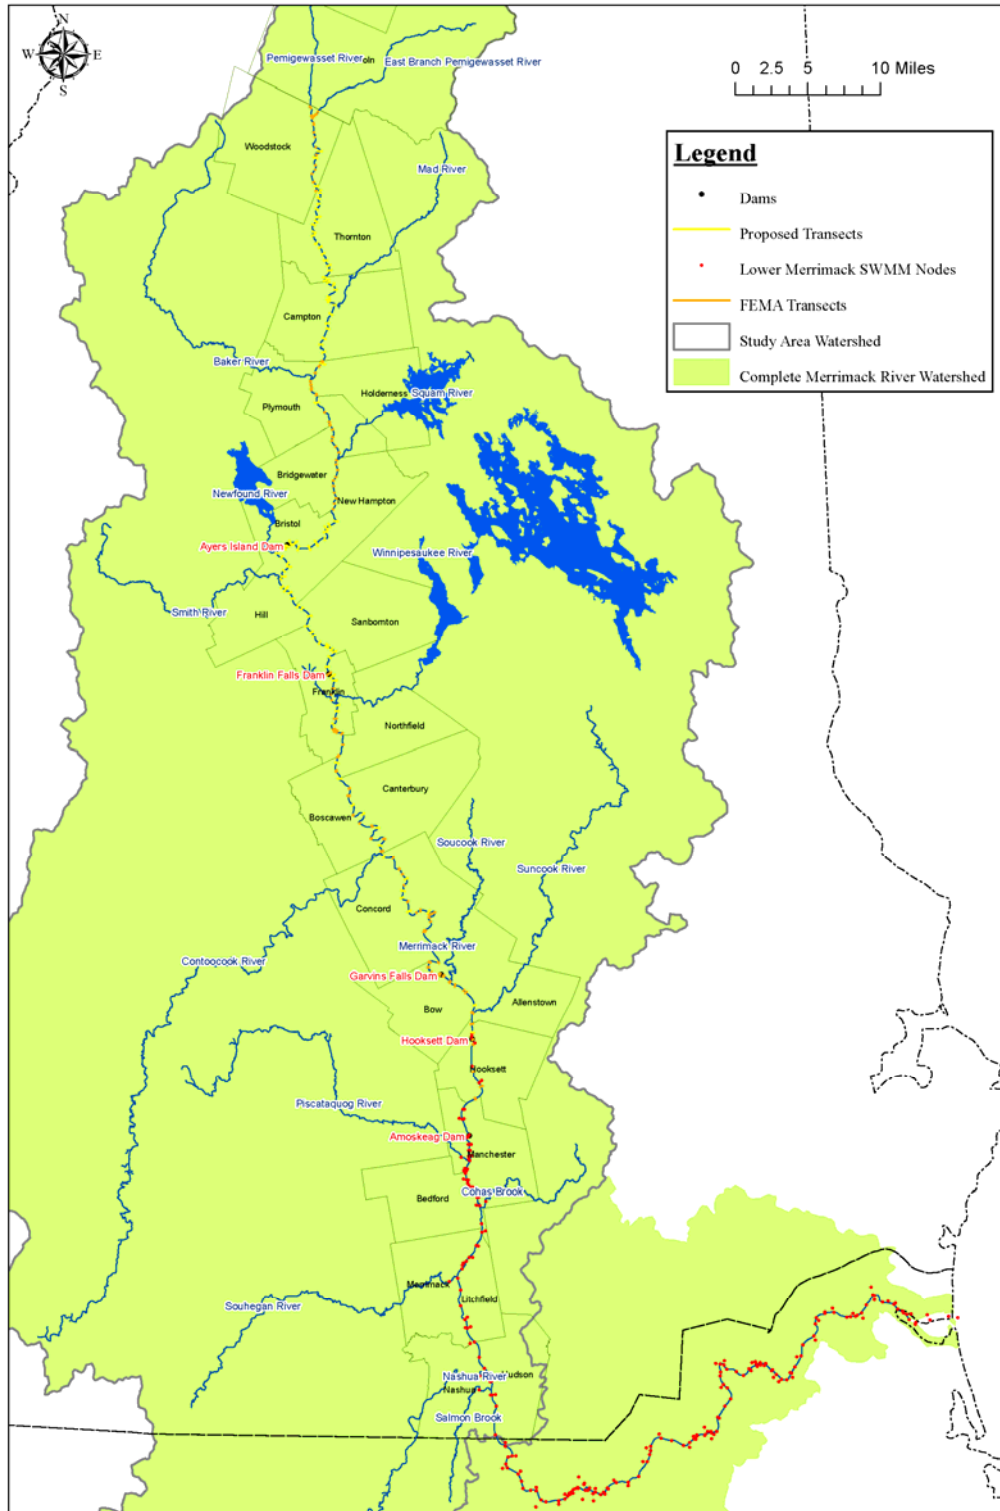 N
W E
S
0 2.5 5 10 Miles
Legend
Dams
Proposed Transects
Lower Merrimack SWMM Nodes
FEMA Transects
Study Area Watershed
Complete Merrimack River Watershed
Pemigewasset River
oln
East Branch Pemigewasset River
Woodstock
Mad River
Thornton
Campton
Baker River
Holderness
Squam River
Plymouth
Bridgewater
Newfound River
New Hampton
Bristol
Ayers Island Dam
Winnipesaukee River
Smith River
Hill
Sanbornton
Franklin Falls Dam
Franklin
Northfield
Canterbury
Boscawen
Soucook River
Suncook River
Concord
Merrimack River
Contoocook River
Garvins Falls Dam
Allenstown
Bow
Hooksett Dam
Hooksett
Piscataquog River
Amoskeag Dam
Manchester
Cohas Brook
Bedford
Merrimack
Litchfield
Souhegan River
Nashua River
Hudson
Nashua
Salmon Brook